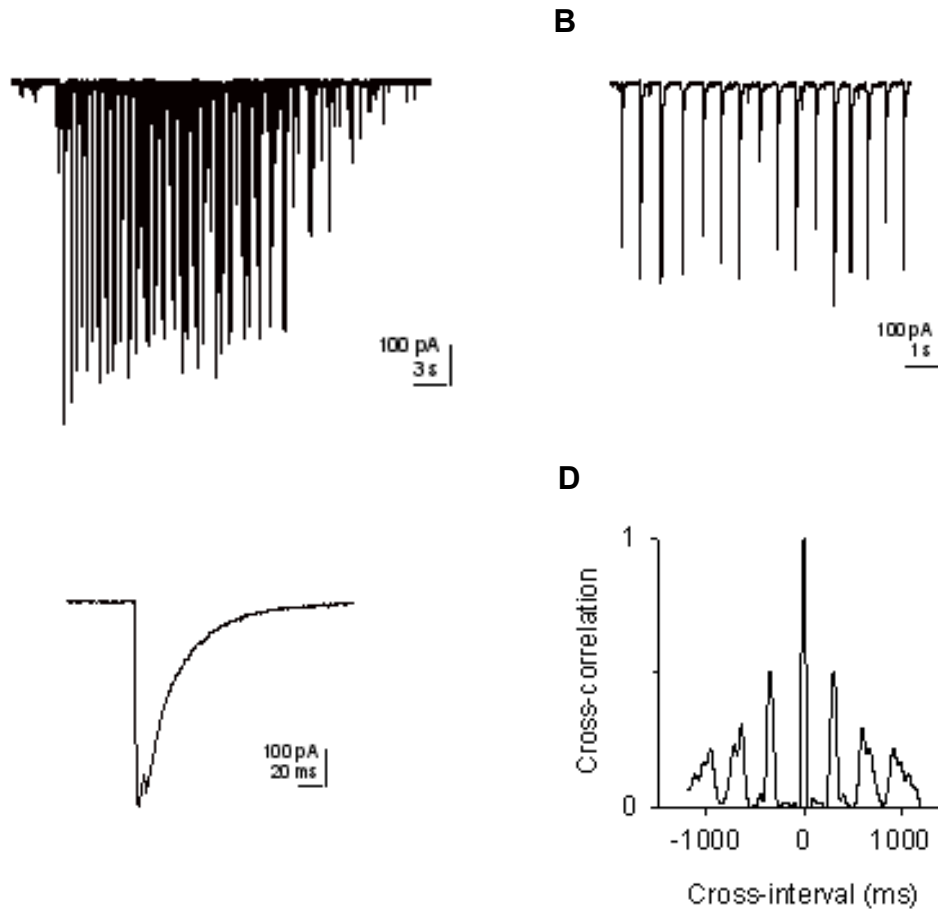 B
100 pA
3 s
100 pA
1 s
D
100 pA
20 ms
1
0
Cross-correlation
-1000 0 1000
Cross-interval (ms)